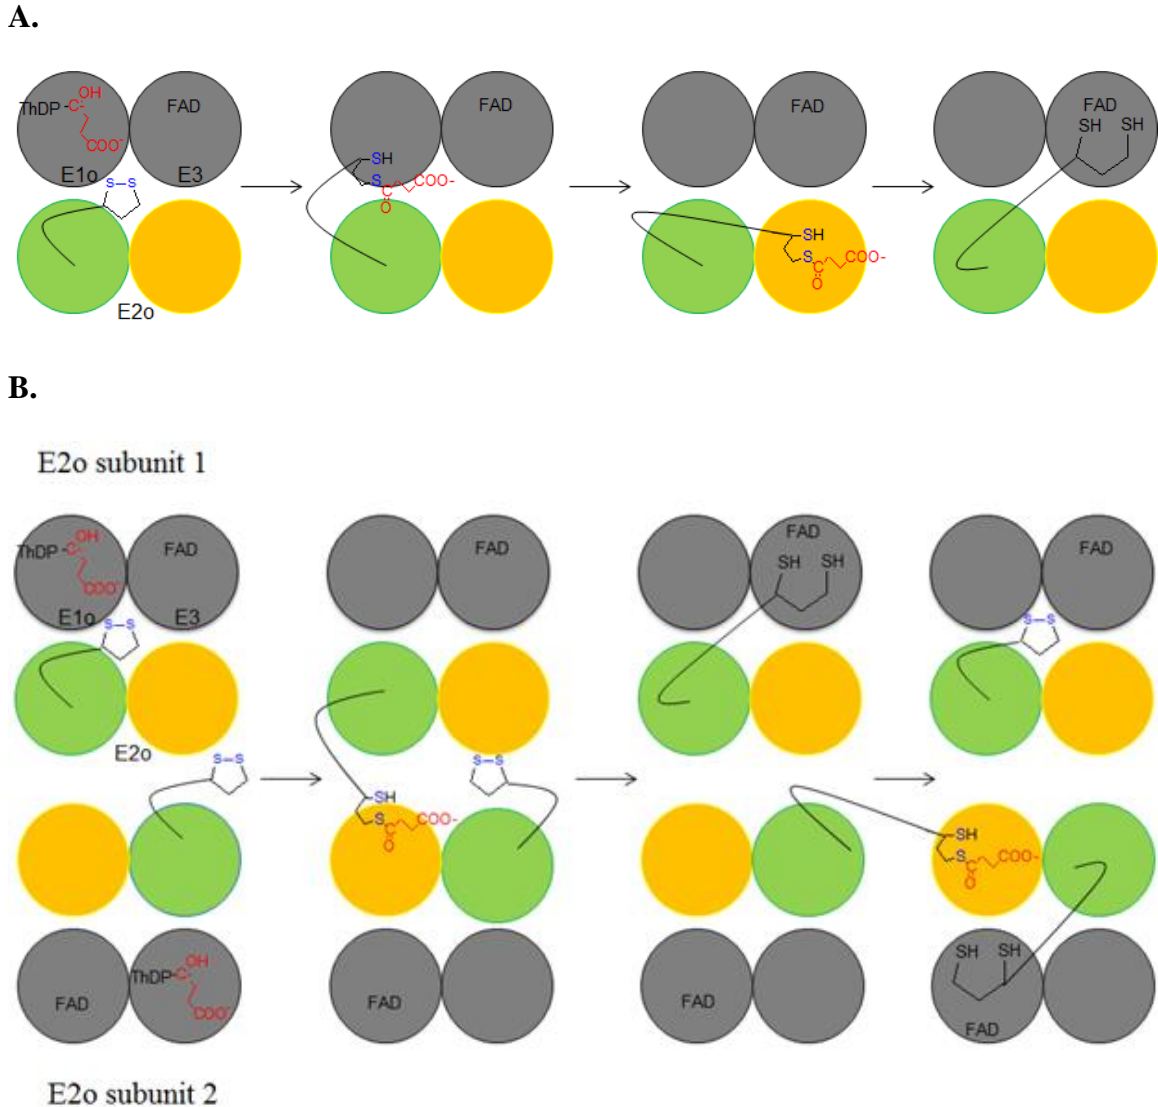 A.
OH
ThDP -C-
COO-
E1o
FAD
E3
S-S
E2o
FAD
SH
S
C
COO-
O
FAD
SH
S
C
COO-
O
FAD
SH
SH
B.
E2o subunit 1
OH
ThDP -C-
COO-
E1o
FAD
E3
S-S
E2o
S-S
FAD
ThDP-C-
OH
COO-
FAD
SH
S
C
COO-
O
S-S
FAD
FAD
SH
SH
FAD
FAD
S-S
SH
S
C
COO-
O
SH
SH
FAD
E2o subunit 2